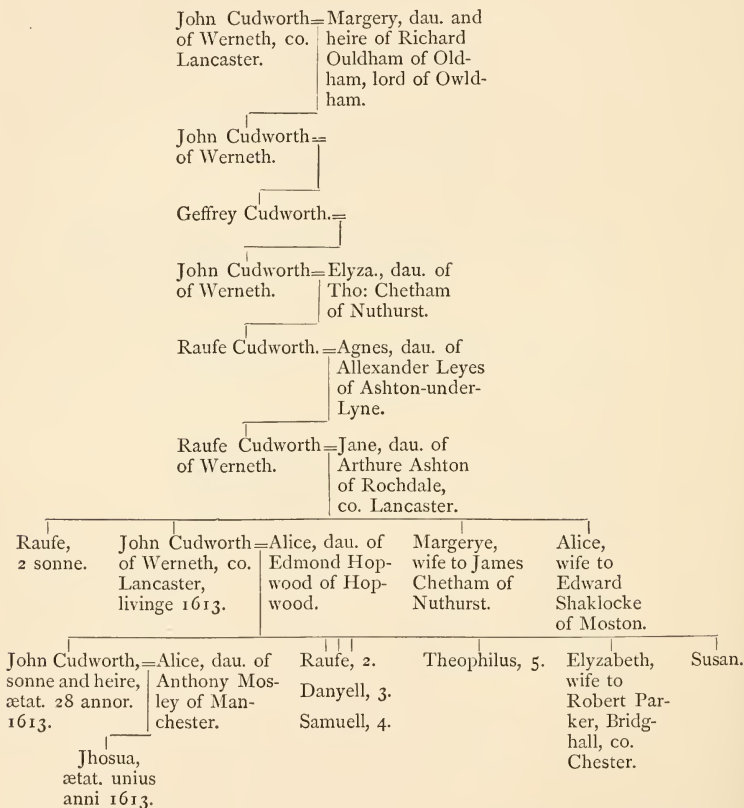 John Cudworth=Margery, dau. and
of Werneth, co. heire of Richard
Lancaster. Ouldham of Old-
ham, lord of Owld-
ham.
John Cudworth=
of Werneth.
Geffrey Cudworth.=
John Cudworth=Elyza., dau. of
of Werneth. Tho: Chetham
of Nuthurst.
Raufe Cudworth.=Agnes, dau. of
Allexander Leyes
of Ashton-under-
Lyne.
Raufe Cudworth=Jane, dau. of
of Werneth. Arthure Ashton
of Rochdale,
co. Lancaster.
Raufe,
2 sonne.
John Cudworth=Alice, dau. of
of Werneth, co. Edmond Hop-
Lancaster, wood of Hop-
livinge 1613. wood.
Margerye,
wife to James
Chetham of
Nuthurst.
Alice,
wife to
Edward
Shaklocke
of Moston.
John Cudworth,=Alice, dau. of
sonne and heire, Anthony Mos-
ætat. 28 annor. ley of Man-
1613. chester.
Raufe, 2.
Danyell, 3.
Samuell, 4.
Theophilus, 5.
Elyzabeth,
wife to
Robert Par-
ker, Bridg-
hall, co.
Chester.
Susan.
Jhosua,
ætat. unius
anni 1613.